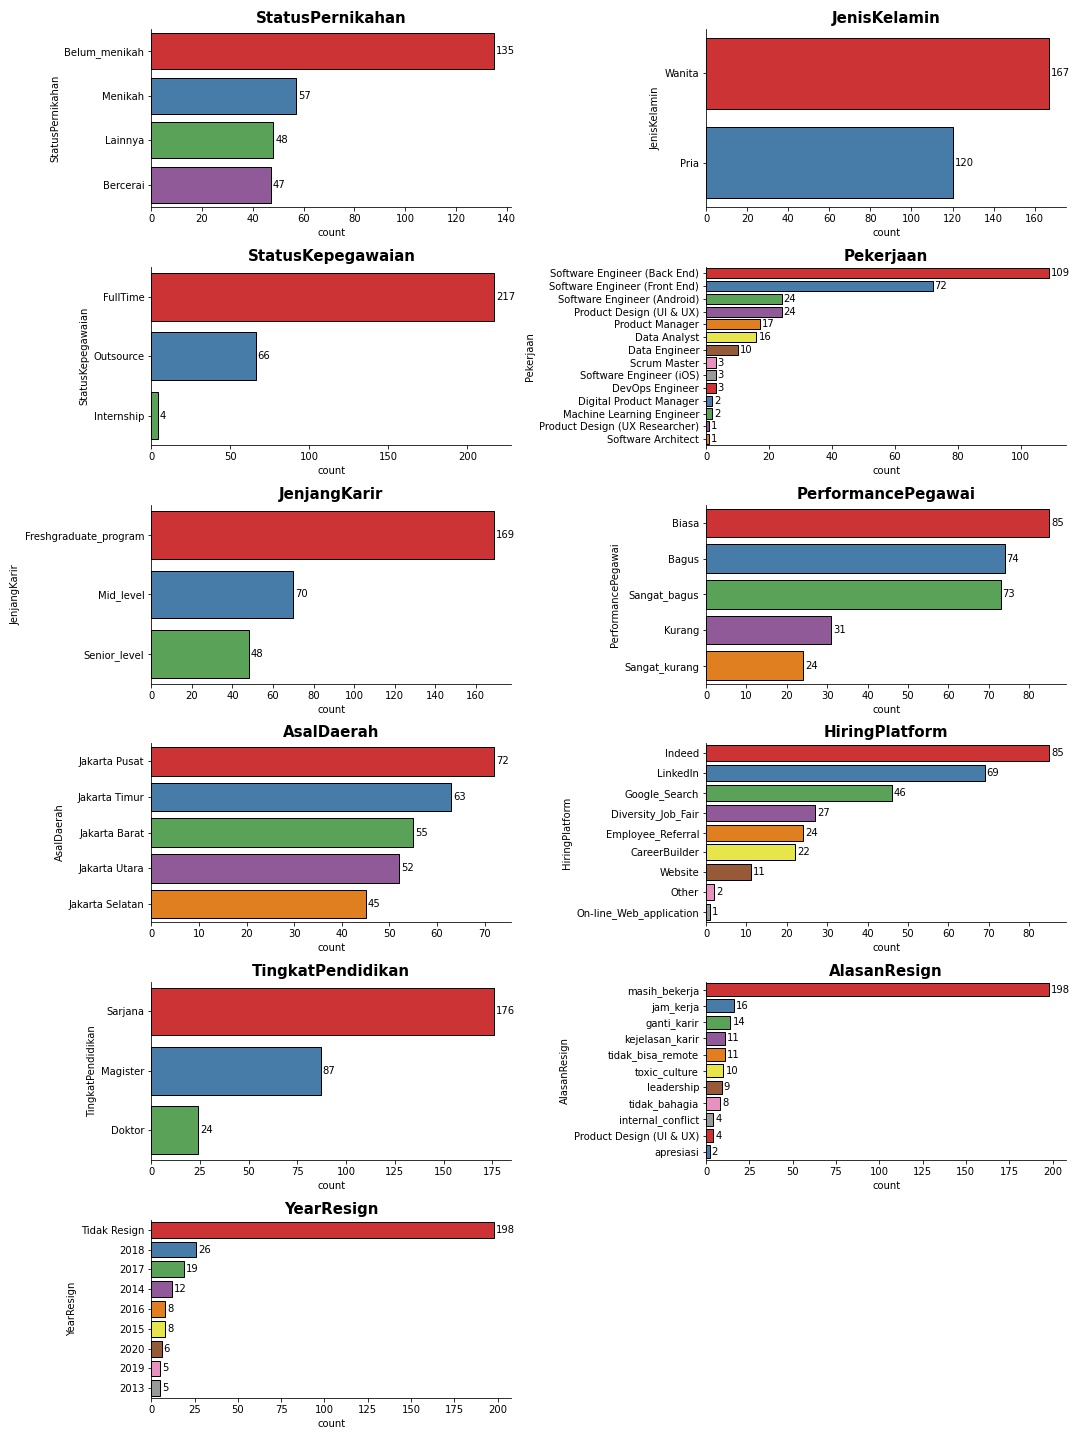 StatusPernikahan
StatusPernikahan
Belum_menikah 135
Menikah 57
Lainnya 48
Bercerai 47
0 20 40 60 80 100 120 140
count
JenisKelamin
JenisKelamin
Wanita 167
Pria 120
0 20 40 60 80 100 120 140 160
count
StatusKepegawaian
StatusKepegawaian
FullTime 217
Outsource 66
Internship 4
0 50 100 150 200
count
Pekerjaan
Pekerjaan
Software Engineer (Back End) 109
Software Engineer (Front End) 72
Software Engineer (Android) 24
Product Design (UI & UX) 24
Product Manager 17
Data Analyst 16
Data Engineer 10
Scrum Master 3
Software Engineer (iOS) 3
DevOps Engineer 3
Digital Product Manager 2
Machine Learning Engineer 2
Product Design (UX Researcher) 1
Software Architect 1
0 20 40 60 80 100
count
JenjangKarir
JenjangKarir
Freshgraduate_program 169
Mid_level 70
Senior_level 48
0 20 40 60 80 100 120 140 160
count
PerformancePegawai
PerformancePegawai
Biasa 85
Bagus 74
Sangat_bagus 73
Kurang 31
Sangat_kurang 24
0 10 20 30 40 50 60 70 80
count
AsalDaerah
AsalDaerah
Jakarta Pusat 72
Jakarta Timur 63
Jakarta Barat 55
Jakarta Utara 52
Jakarta Selatan 45
0 10 20 30 40 50 60 70
count
HiringPlatform
HiringPlatform
Indeed 85
LinkedIn 69
Google_Search 46
Diversity_Job_Fair 27
Employee_Referral 24
CareerBuilder 22
Website 11
Other 2
On-line_Web_application 1
0 10 20 30 40 50 60 70 80
count
TingkatPendidikan
TingkatPendidikan
Sarjana 176
Magister 87
Doktor 24
0 25 50 75 100 125 150 175
count
AlasanResign
AlasanResign
masih_bekerja 198
jam_kerja 16
ganti_karir 14
kejelasan_karir 11
tidak_bisa_remote 11
toxic_culture 10
leadership 9
tidak_bahagia 8
internal_conflict 4
Product Design (UI & UX) 4
apresiasi 2
0 25 50 75 100 125 150 175 200
count
YearResign
YearResign
Tidak Resign 198
2018 26
2017 19
2014 12
2016 8
2015 8
2020 6
2019 5
2013 5
0 25 50 75 100 125 150 175 200
count